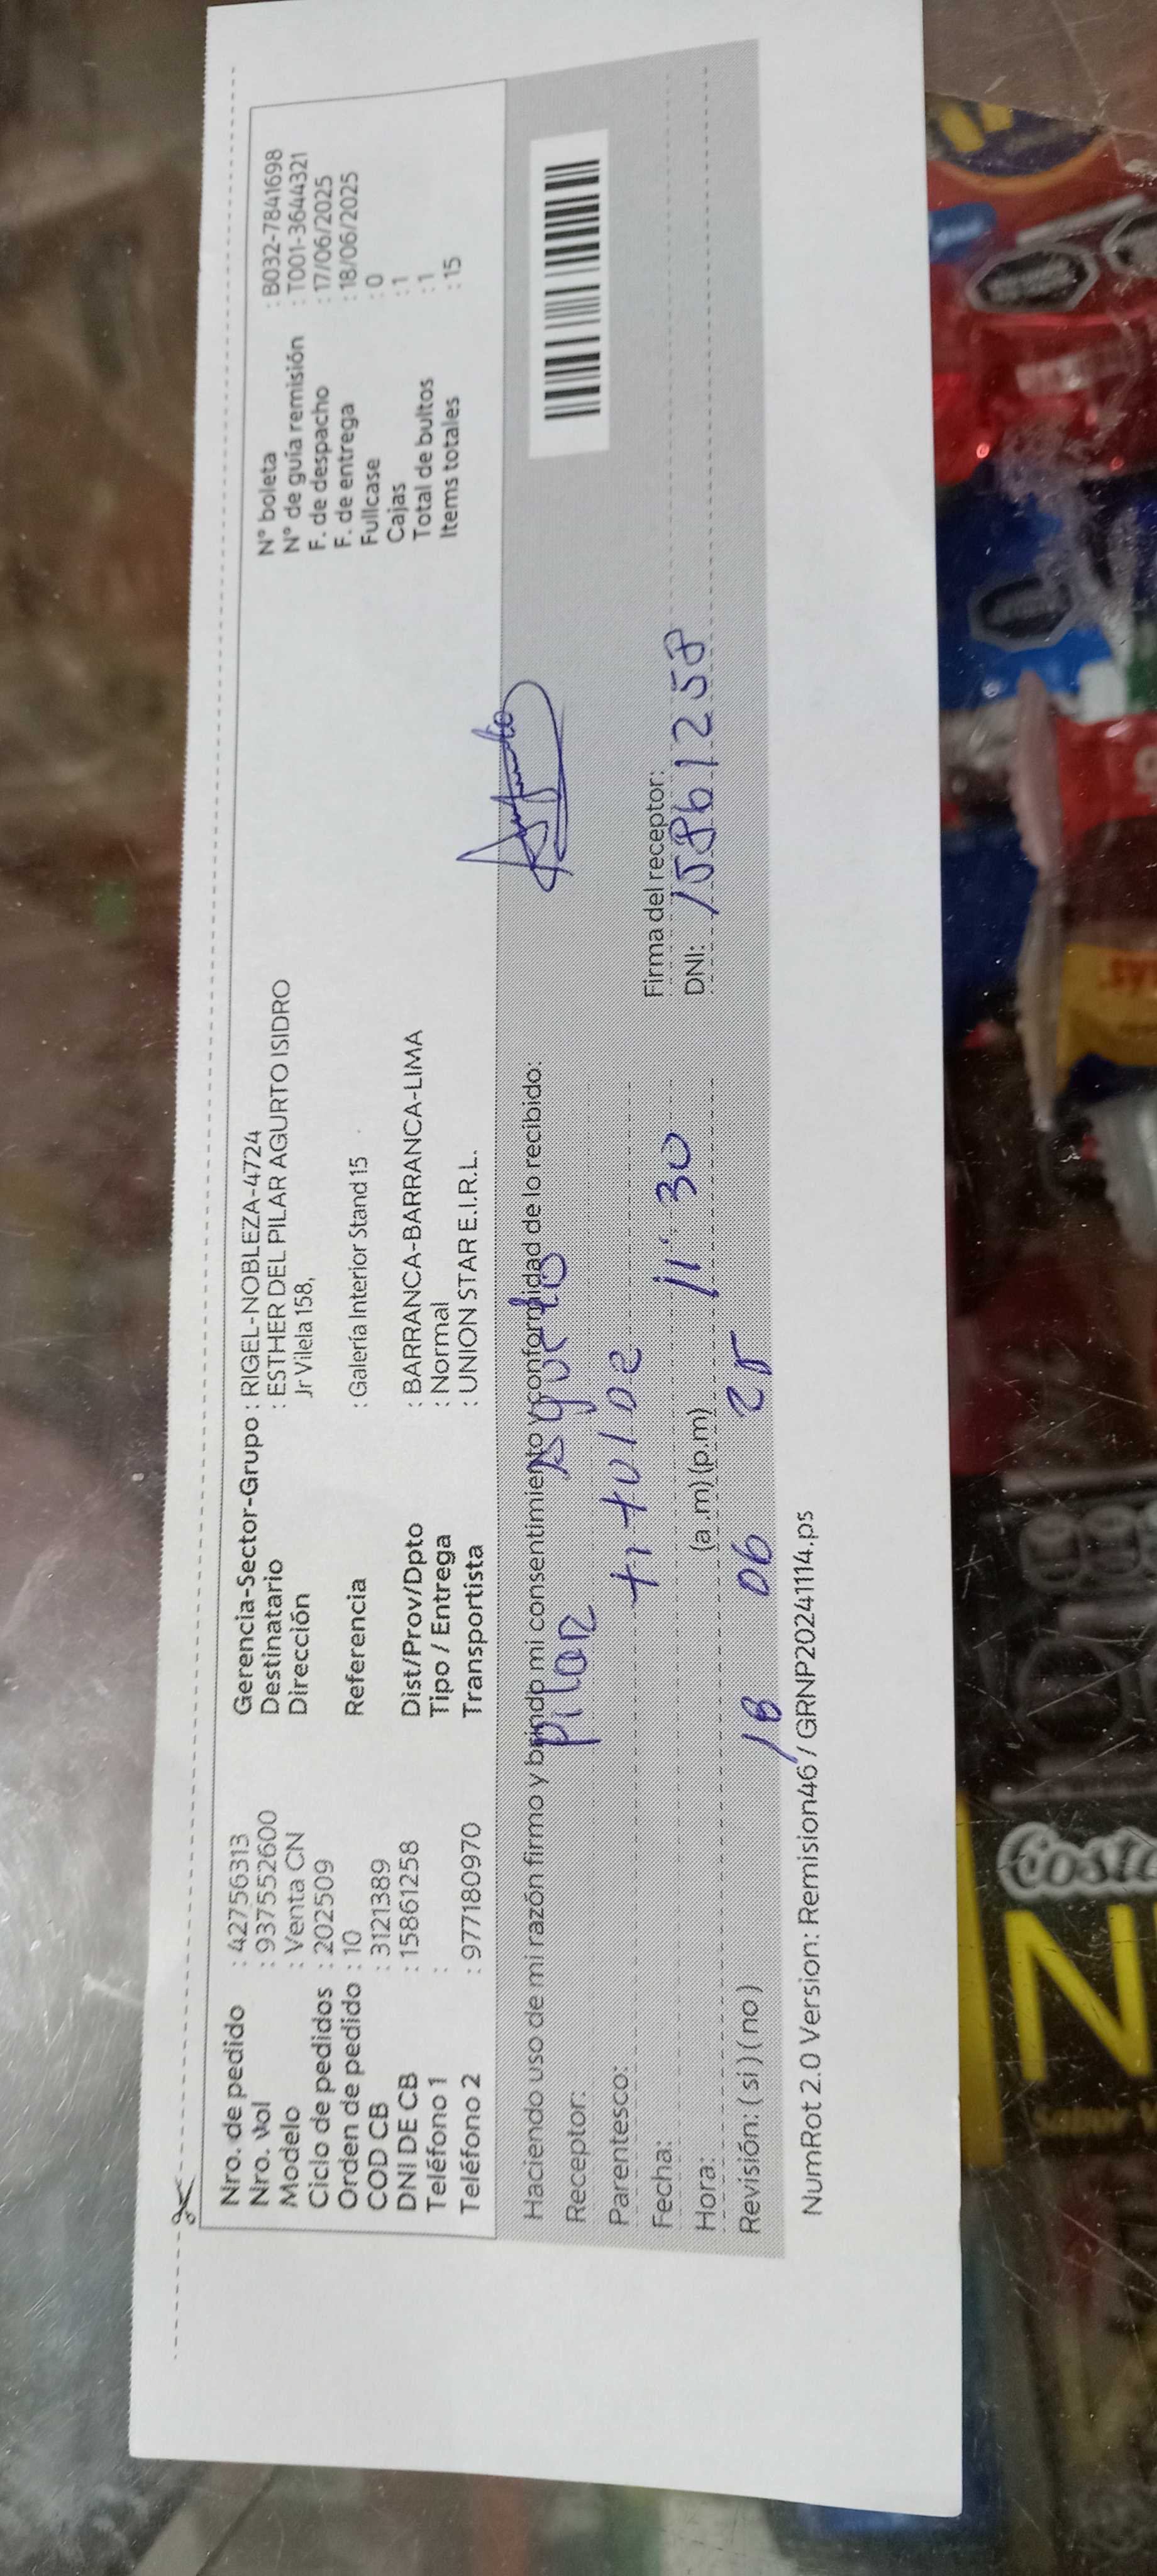 Nro. de pedido : 42756313
Nro. vol : 937552600
Modelo : Venta CN
Ciclo de pedidos : 202509
Orden de pedido : 10
COD CB : 3121389
DNI DE CB : 15861258
Teléfono 1 :
Teléfono 2 : 977180970
Gerencia-Sector-Grupo : RIGEL-NOBLEZA-4724
Destinatario : ESTHER DEL PILAR AGURTO ISIDRO
Dirección Jr Vilela 158,
Referencia : Galería Interior Stand 15
Dist/Prov/Dpto : BARRANCA-BARRANCA-LIMA
Tipo / Entrega : Normal
Transportista : UNION STAR E.I.R.L.
N° boleta : B032-7841698
N° de guía remisión : T001-3644321
F. de despacho : 17/06/2025
F. de entrega : 18/06/2025
Fullcase : 0
Cajas : 1
Total de bultos : 1
Items totales : 15
Haciendo uso de mi razón firmo y brindo mi consentimiento y conformidad de lo recibido:
Receptor: Pilar Agurto
Parentesco: titular
Fecha: 11:30
Hora: (a.m) (p.m) 18 06 25
Revisión: ( si ) ( no )
Firma del receptor:
DNI: 15861258
NumRot 2.0 Version: Remision46 / GRNP20241114.ps